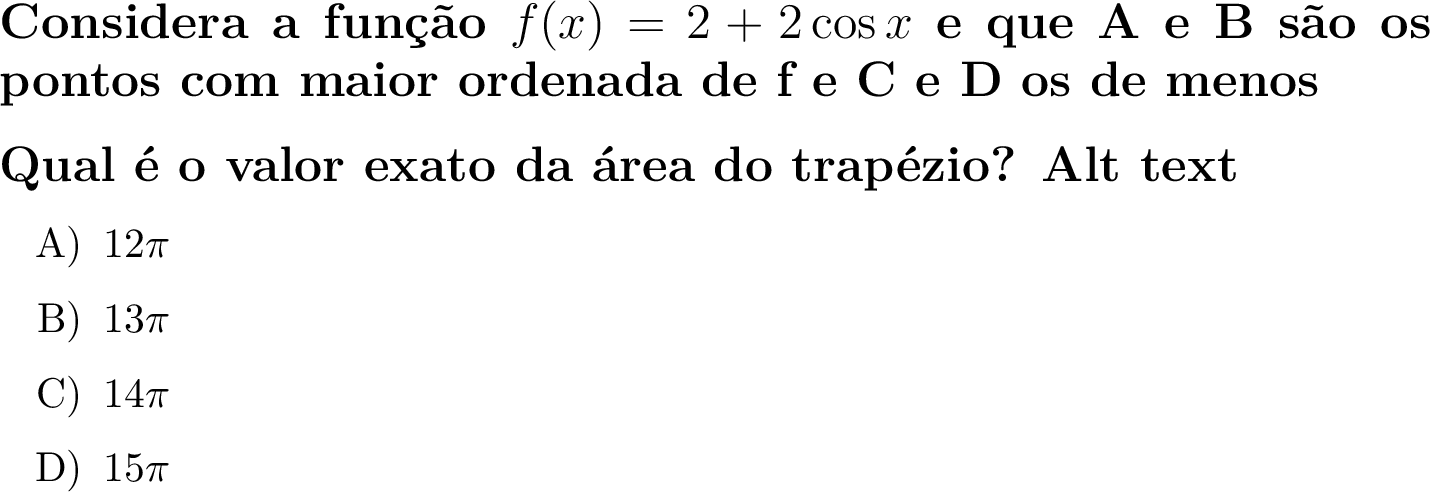 Considera a função f(x) = 2 + 2 cos x e que A e B são os
pontos com maior ordenada de f e C e D os de menos
Qual é o valor exato da área do trapézio? Alt text
A) 12π
B) 13π
C) 14π
D) 15π